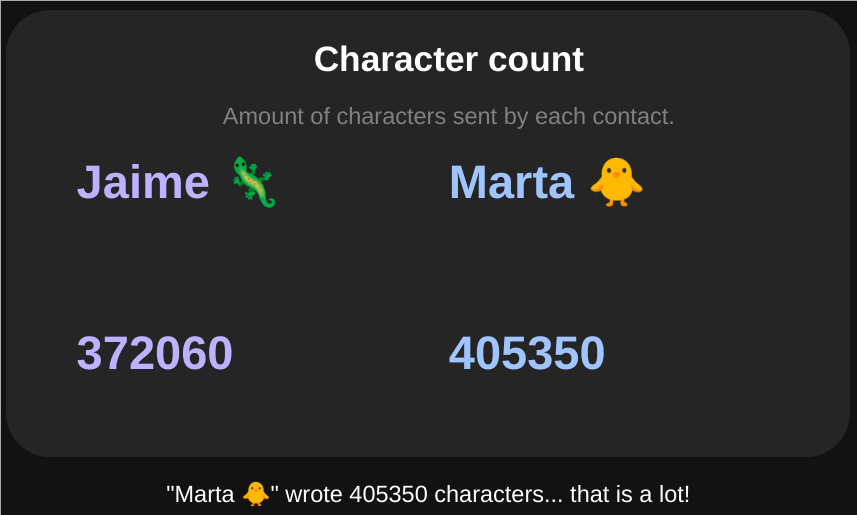 Character count
Amount of characters sent by each contact.
Jaime 🦎 Marta 🐥
372060 405350
"Marta 🐥" wrote 405350 characters... that is a lot!